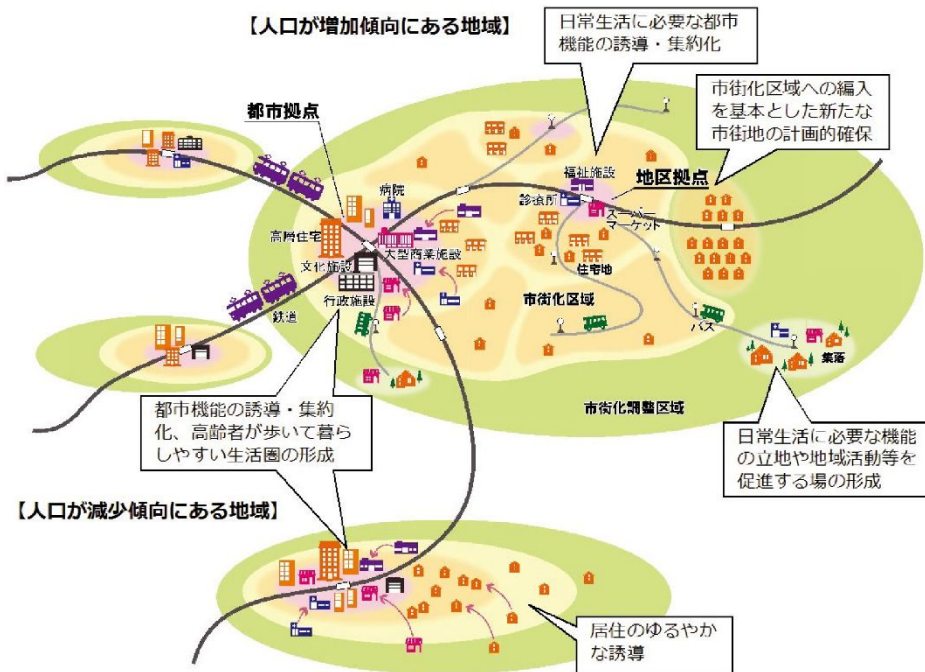 【人口が増加傾向にある地域】
日常生活に必要な都市
機能の誘導・集約化
市街化区域への編入
を基本とした新たな
市街地の計画的確保
都市拠点
病院
福祉施設
地区拠点
診療所
スーパー
マーケット
高層住宅
大型商業施設
文化施設
住宅地
行政施設
市街化区域
鉄道
バス
集落
市街化調整区域
都市機能の誘導・集約
化、高齢者が歩いて暮ら
しやすい生活圏の形成
日常生活に必要な機能
の立地や地域活動等を
促進する場の形成
【人口が減少傾向にある地域】
居住のゆるやか
な誘導